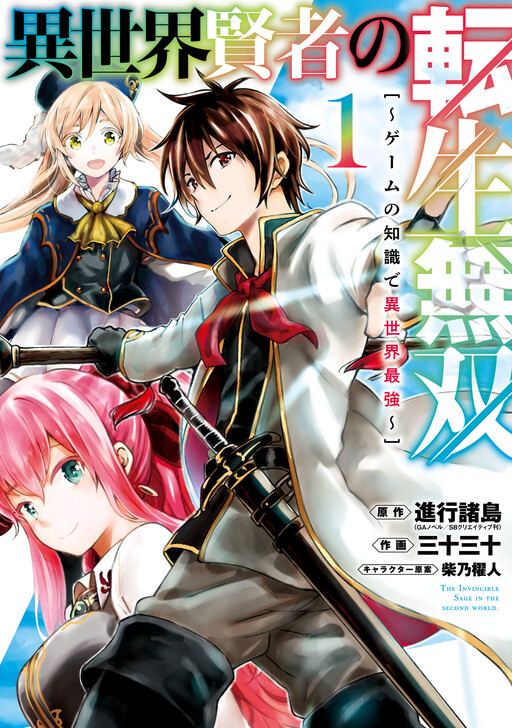 異世界賢者の
転生無双
1
[~ゲームの知識で異世界最強~]
原作 進行諸島
(GAノベル/SBクリエイティブ刊)
作画 三十三十
キャラクター原案 柴乃櫂人
THE INVINCIBLE
SAGE IN THE
SECOND WORLD.